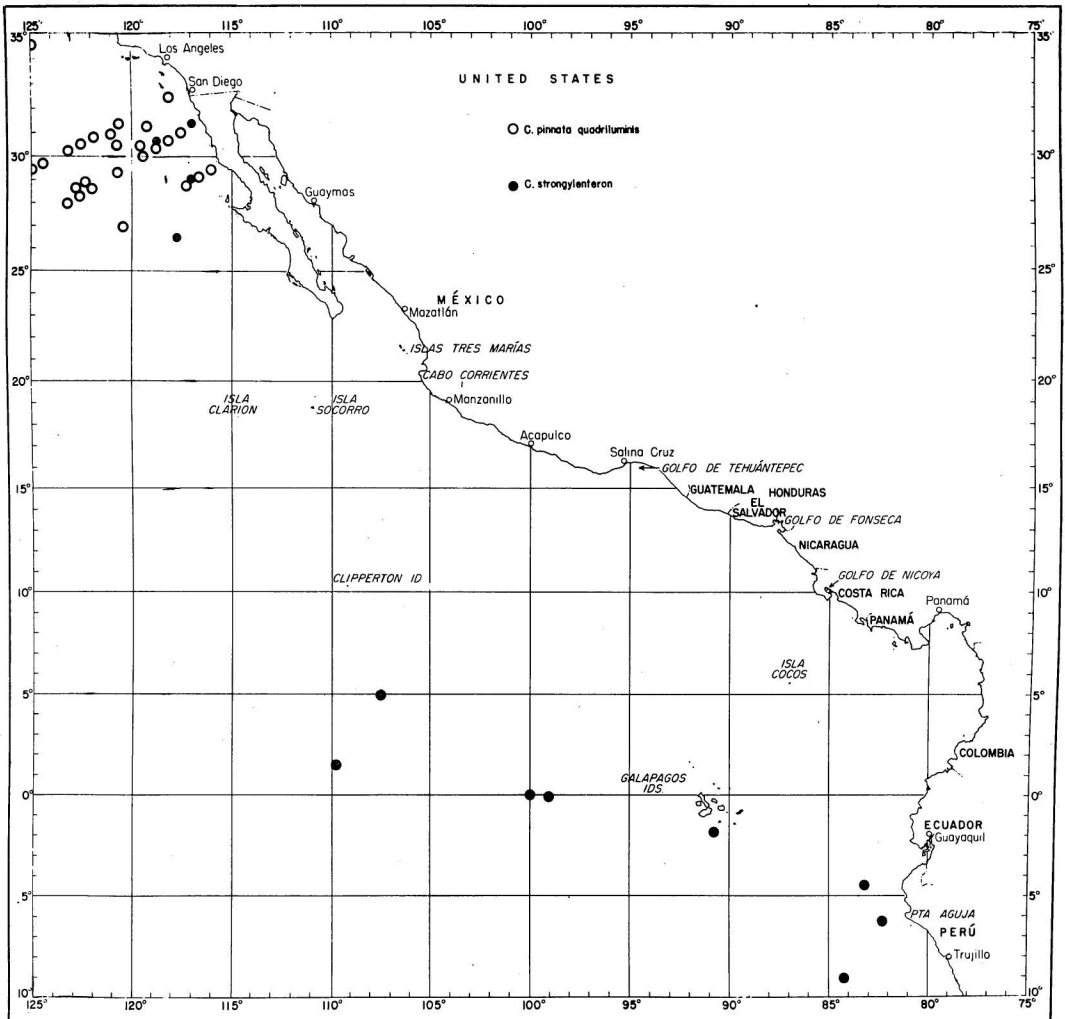 125° 120° 115° 110° 105° 100° 95° 90° 85° 80° 75°
35° 35°
Los Angeles
UNITED STATES
San Diego
C. pinnata quadriluminis
30° 30°
C. strongylenteron
Guaymas
25° 25°
MÉXICO
Mazatlán
ISLAS TRES MARÍAS
CABO CORRIENTES
20° 20°
ISLA
CLARION
ISLA
SOCORRO
Manzanillo
Acapulco
Salina Cruz
GOLFO DE TEHUÁNTEPEC
15° 15°
GUATEMALA HONDURAS
EL
SALVADOR
GOLFO DE FONSECA
NICARAGUA
CLIPPERTON ID
GOLFO DE NICOYA
10° 10°
COSTA RICA
Panamá
PANAMÁ
ISLA
COCOS
5° 5°
COLOMBIA
GALAPAGOS
IDS
0° 0°
ECUADOR
Guayaquil
5° 5°
PTA AGUJA
PERÚ
Trujillo
10° 10°
125° 120° 115° 110° 105° 100° 95° 90° 85° 80° 75°